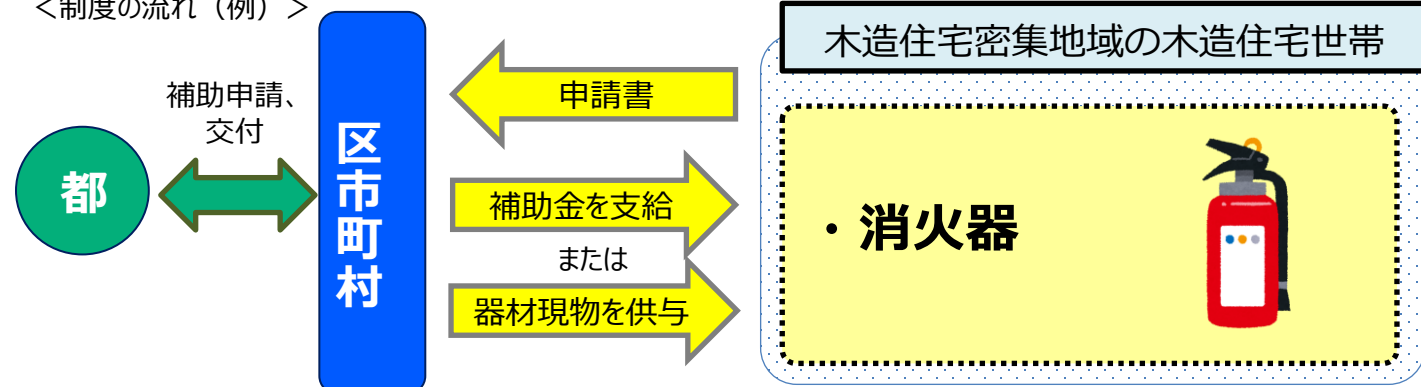 ＜制度の流れ（例）＞
補助申請、
交付
都
区市町村
申請書
補助金を支給
または
器材現物を供与
木造住宅密集地域の木造住宅世帯
・消火器